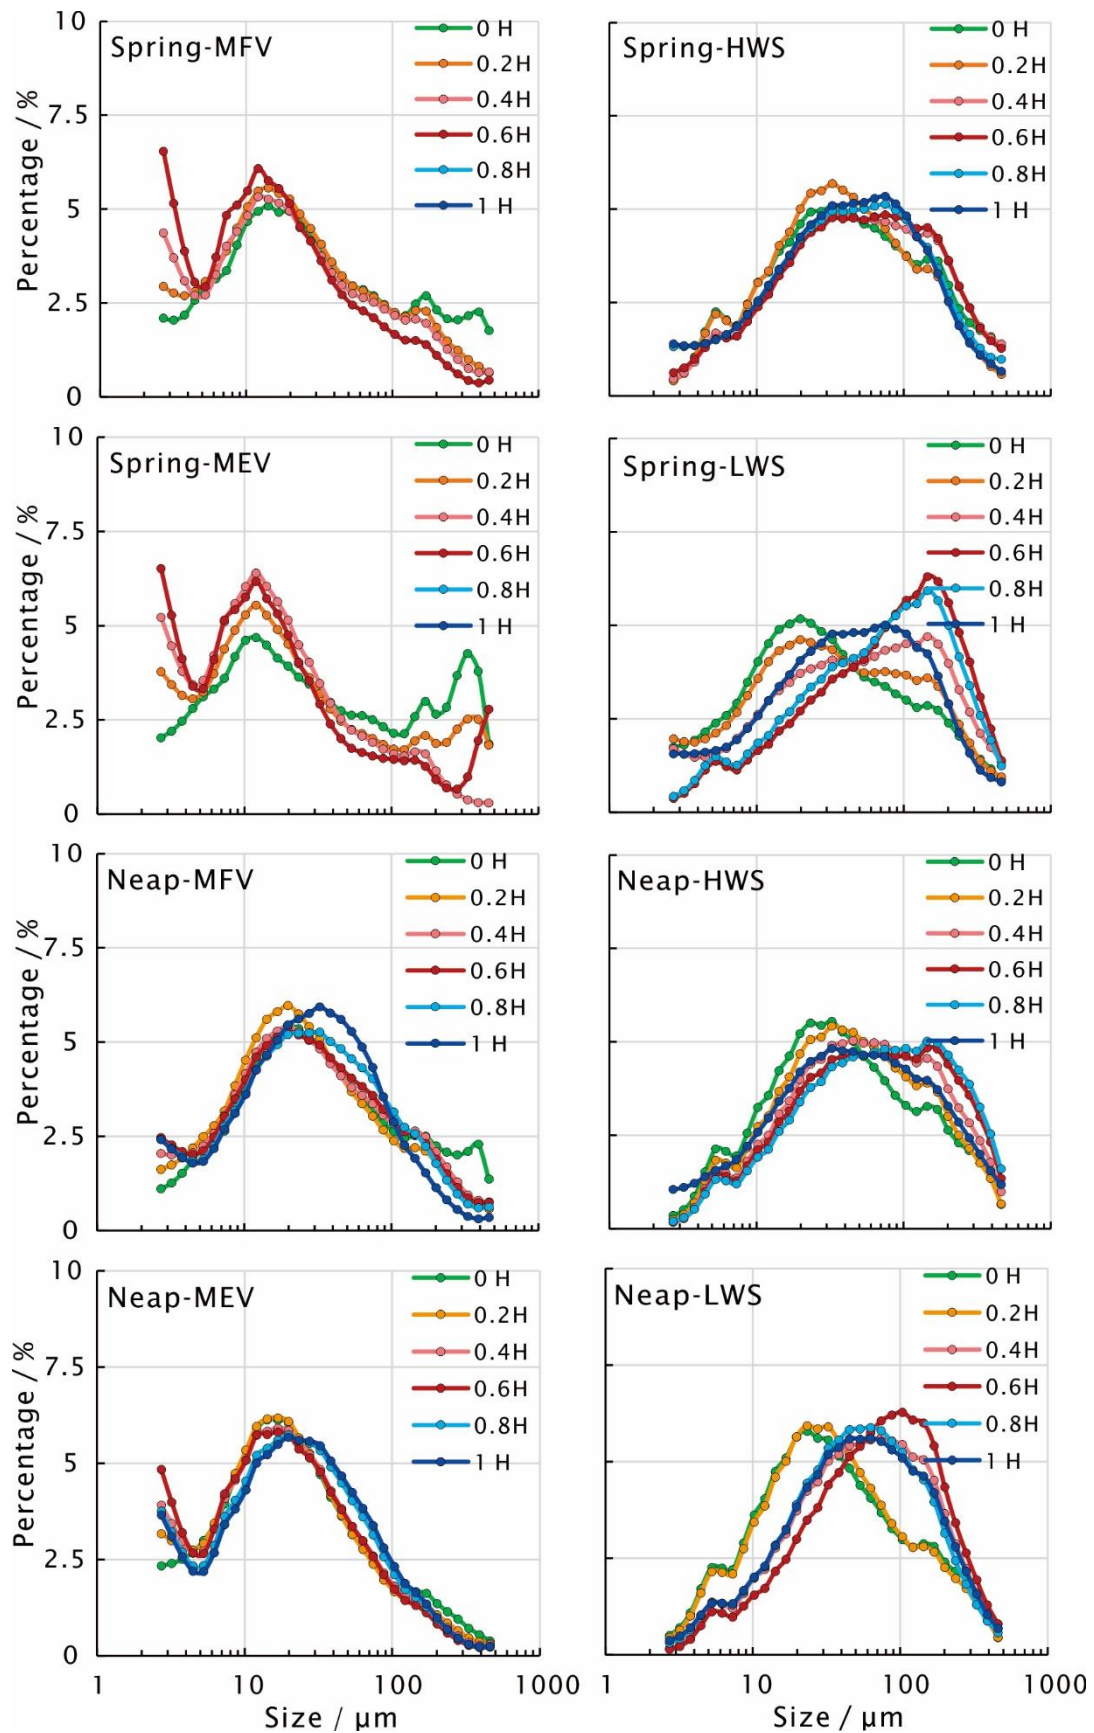 10
Spring-MFV
0 H
0.2H
0.4H
0.6H
0.8H
1 H
7.5
5
2.5
0
Percentage / %
Spring-HWS
0 H
0.2H
0.4H
0.6H
0.8H
1 H
10
Spring-MEV
0 H
0.2H
0.4H
0.6H
0.8H
1 H
7.5
5
2.5
0
Percentage / %
Spring-LWS
0 H
0.2H
0.4H
0.6H
0.8H
1 H
10
Neap-MFV
0 H
0.2H
0.4H
0.6H
0.8H
1 H
7.5
5
2.5
0
Percentage / %
Neap-HWS
0 H
0.2H
0.4H
0.6H
0.8H
1 H
10
Neap-MEV
0 H
0.2H
0.4H
0.6H
0.8H
1 H
7.5
5
2.5
0
Percentage / %
1 10 100 1000
Size / μm
Neap-LWS
0 H
0.2H
0.4H
0.6H
0.8H
1 H
1 10 100 1000
Size / μm